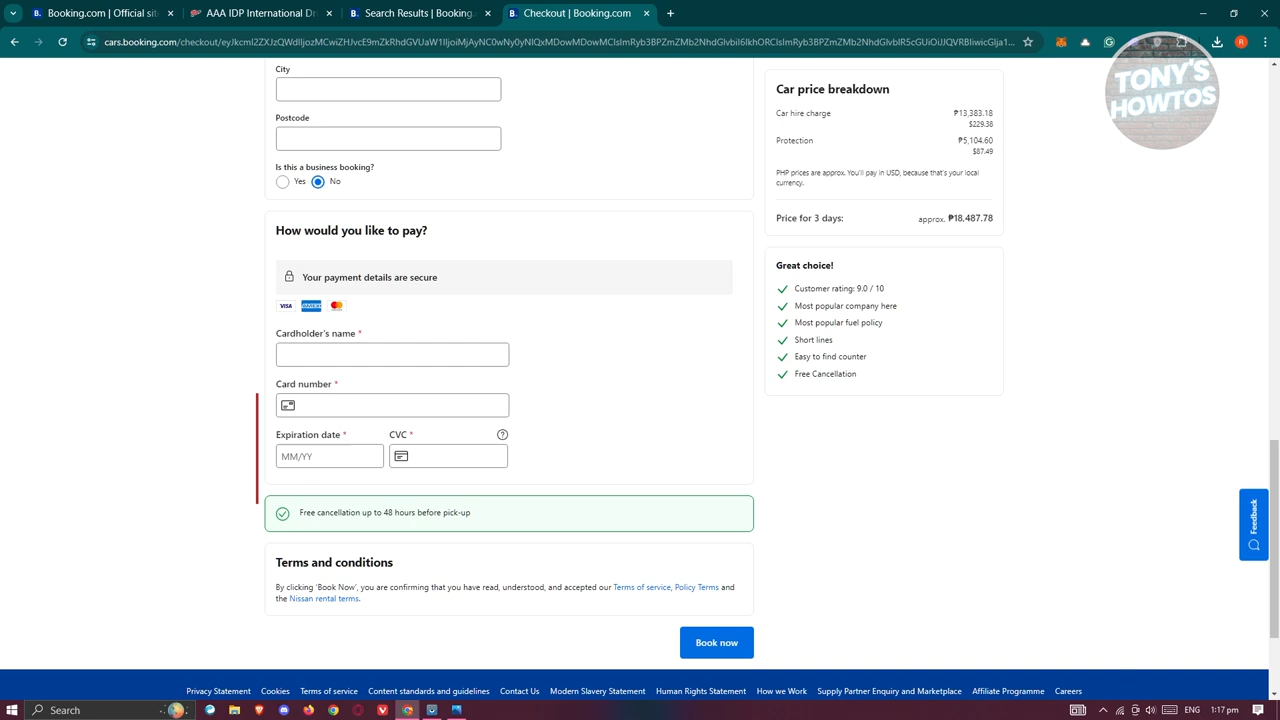 Booking.com | Official site
AAA IDP International Driving
Search Results | Booking.com
Checkout | Booking.com
City
Postcode
Is this a business booking?
Yes
No
How would you like to pay?
Your payment details are secure
VISA
AMEX
Cardholder's name *
Card number *
Expiration date *
CVC *
MM/YY
Free cancellation up to 48 hours before pick-up
Terms and conditions
By clicking 'Book Now', you are confirming that you have read, understood, and accepted our Terms of service, Policy Terms and
the Nissan rental terms.
Book now
Car price breakdown
Car hire charge
₱13,383.18
$229.38
Protection
₱5,104.60
$87.49
PHP prices are approx. You'll pay in USD, because that's your local
currency.
Price for 3 days:
approx. ₱18,487.78
Great choice!
Customer rating: 9.0 / 10
Most popular company here
Most popular fuel policy
Short lines
Easy to find counter
Free Cancellation
TONY'S
HOWTOS
Feedback
Privacy Statement
Cookies
Terms of service
Content standards and guidelines
Contact Us
Modern Slavery Statement
Human Rights Statement
How we Work
Supply Partner Enquiry and Marketplace
Affiliate Programme
Careers
Search
ENG
1:17 pm